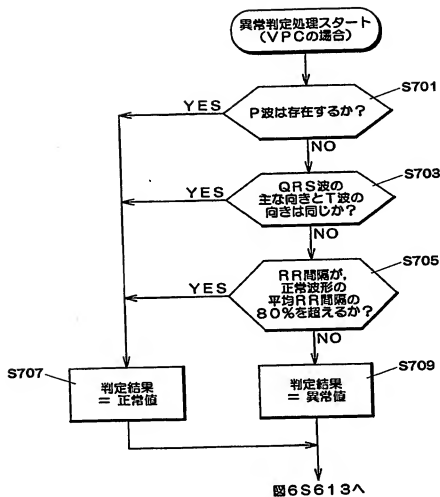 異常判定処理スタート
(VPCの場合)
S701
P波は存在するか?
YES
NO
S703
QRS波の
主な向きとT波の
向きは同じか?
YES
NO
S705
RR間隔が,
正常波形の
平均RR間隔の
80%を超えるか?
YES
NO
S707
判定結果
= 正常値
S709
判定結果
= 異常値
図6S613へ